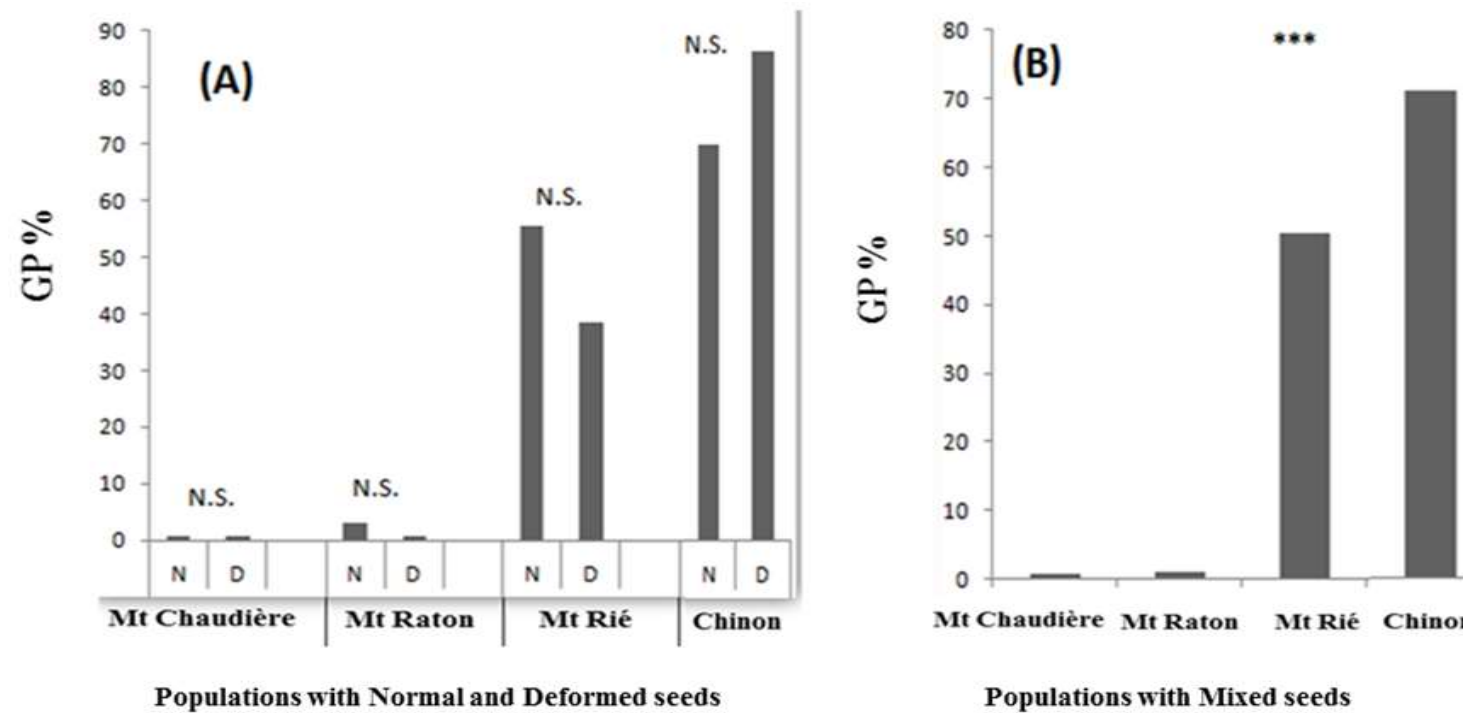 (A)
GP %
90
80
70
60
50
40
30
20
10
0
N.S.
N.S.
N.S.
N.S.
N D N D N D N D
Mt Chaudière Mt Raton Mt Rié Chinon
Populations with Normal and Deformed seeds
(B)
***
GP %
80
70
60
50
40
30
20
10
0
Mt Chaudière Mt Raton Mt Rié Chinon
Populations with Mixed seeds